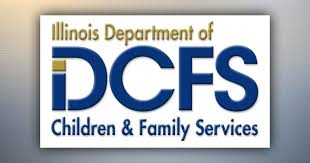 Illinois Department of
DCFS
Children & Family Services